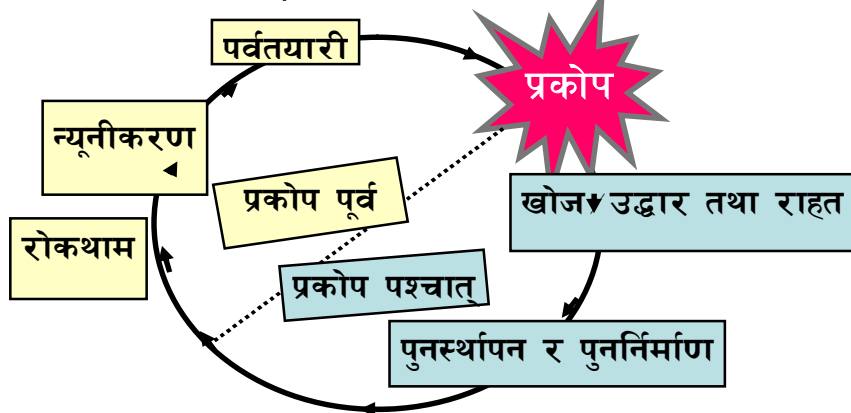 पर्वतयारी
प्रकोप
न्यूनीकरण
प्रकोप पूर्व
खोज उद्धार तथा राहत
रोकथाम
प्रकोप पश्चात्
पुनर्स्थापन र पुनर्निर्माण